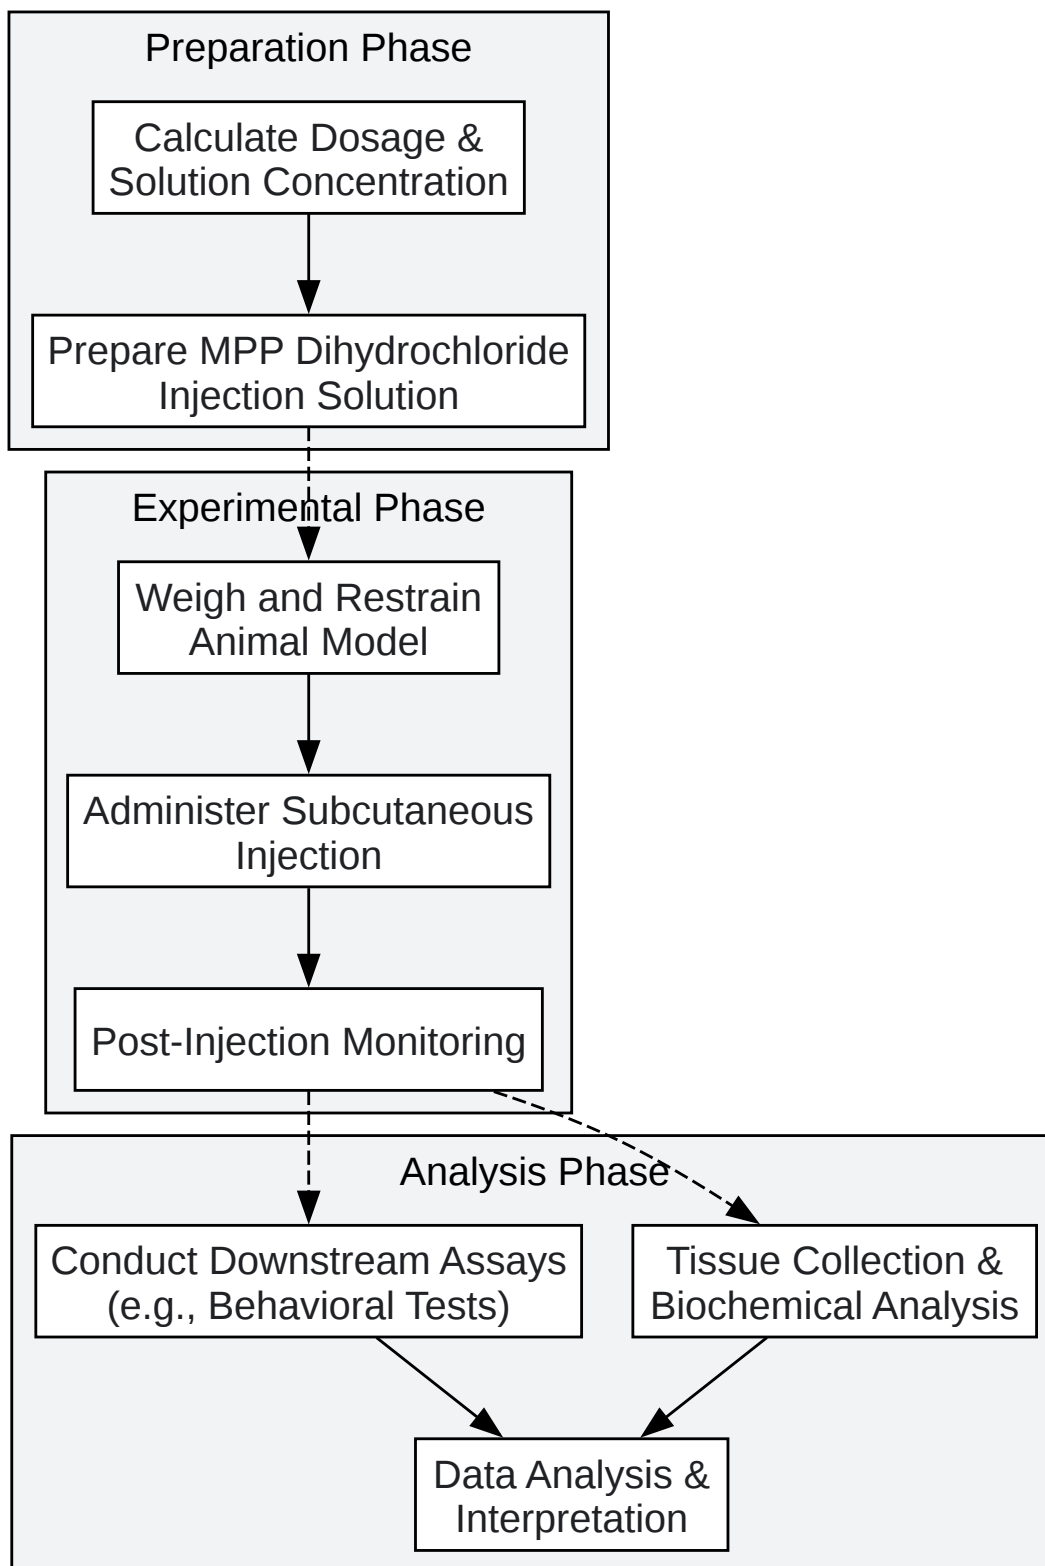 Preparation Phase
Calculate Dosage &
Solution Concentration
Prepare MPP Dihydrochloride
Injection Solution
Experimental Phase
Weigh and Restrain
Animal Model
Administer Subcutaneous
Injection
Post-Injection Monitoring
Analysis Phase
Conduct Downstream Assays
(e.g., Behavioral Tests)
Tissue Collection &
Biochemical Analysis
Data Analysis &
Interpretation